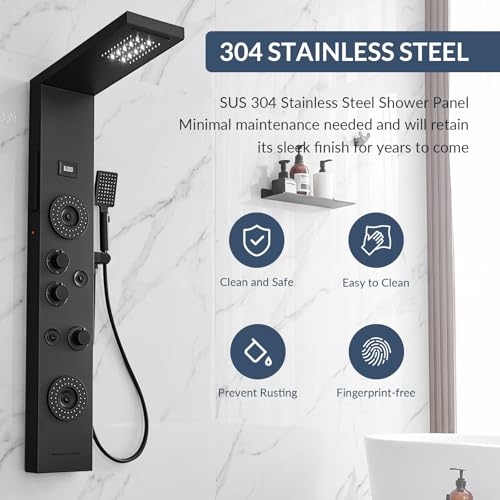 304 STAINLESS STEEL
SUS 304 Stainless Steel Shower Panel
Minimal maintenance needed and will retain
its sleek finish for years to come
Clean and Safe
Easy to Clean
Prevent Rusting
Fingerprint-free